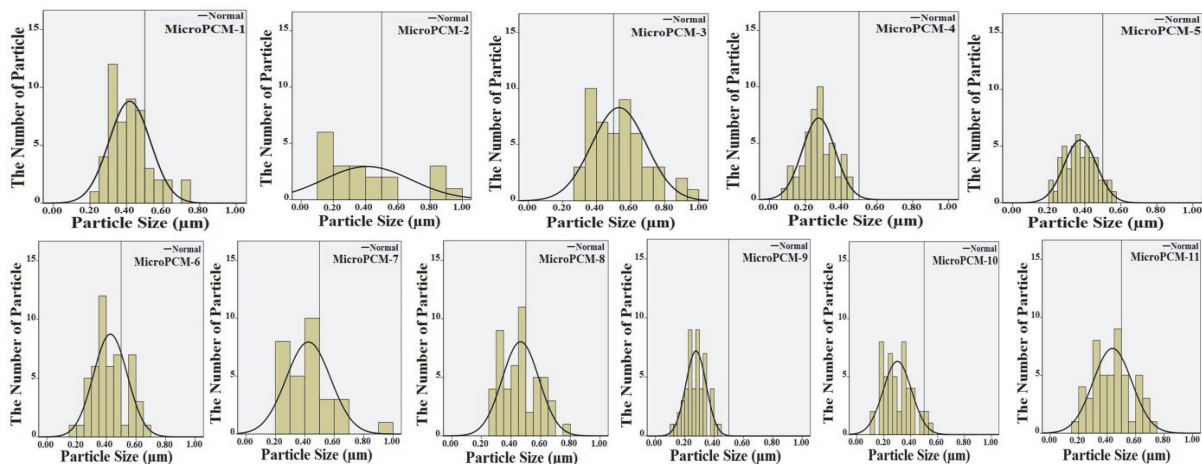 —Normal
MicroPCM-1
The Number of Particle
15
10
5
0
0.00 0.20 0.40 0.60 0.80 1.00
Particle Size (µm)
—Normal
MicroPCM-2
The Number of Particle
15
10
5
0
0.00 0.20 0.40 0.60 0.80 1.00
Particle Size (µm)
—Normal
MicroPCM-3
The Number of Particle
15
10
5
0
0.00 0.20 0.40 0.60 0.80 1.00
Particle Size (µm)
—Normal
MicroPCM-4
The Number of Particle
15
10
5
0
0.00 0.20 0.40 0.60 0.80 1.00
Particle Size (µm)
—Normal
MicroPCM-5
The Number of Particle
15
10
5
0
0.00 0.20 0.40 0.60 0.80 1.00
Particle Size (µm)
—Normal
MicroPCM-6
The Number of Particle
15
10
5
0
0.00 0.20 0.40 0.60 0.80 1.00
Particle Size (µm)
—Normal
MicroPCM-7
The Number of Particle
15
10
5
0
0.00 0.20 0.40 0.60 0.80 1.00
Particle Size (µm)
—Normal
MicroPCM-8
The Number of Particle
15
10
5
0
0.00 0.20 0.40 0.60 0.80 1.00
Particle Size (µm)
—Normal
MicroPCM-9
The Number of Particle
15
10
5
0
0.00 0.20 0.40 0.60 0.80 1.00
Particle Size (µm)
—Normal
MicroPCM-10
The Number of Particle
15
10
5
0
0.00 0.20 0.40 0.60 0.80 1.00
Particle Size (µm)
—Normal
MicroPCM-11
The Number of Particle
15
10
5
0
0.00 0.20 0.40 0.60 0.80 1.00
Particle Size (µm)